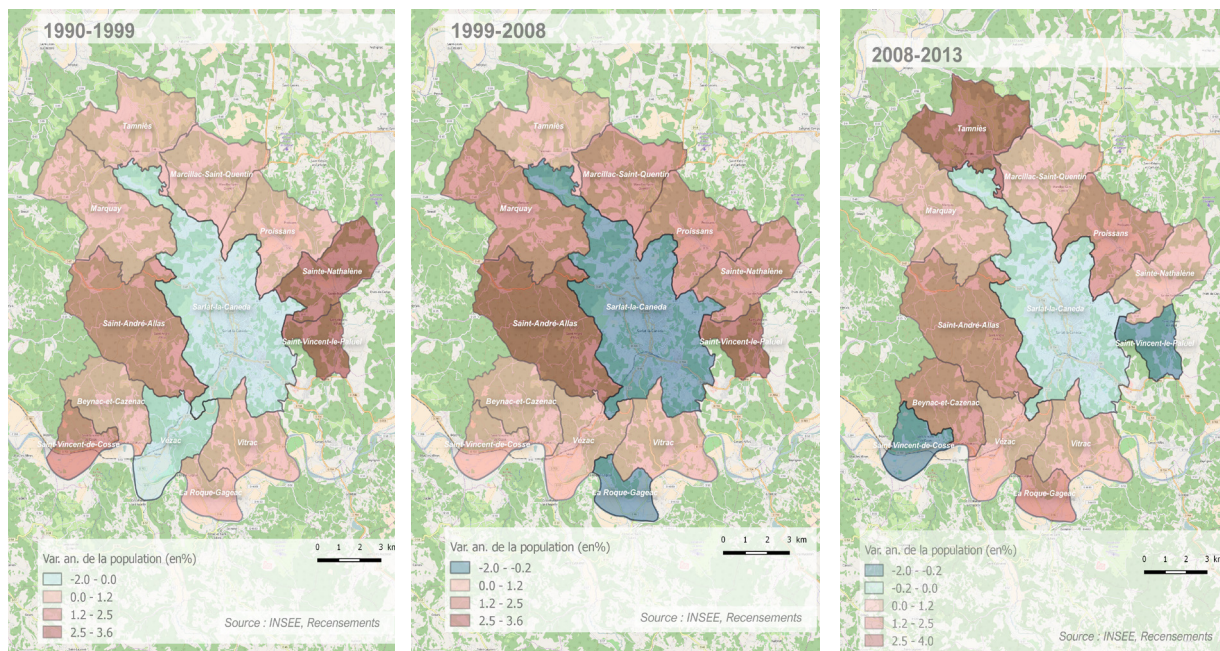 1990-1999
Tamniès
Marcillac-Saint-Quentin
Marquay
Proissans
Sainte-Nathalène
Sarlat-la-Caneda
Saint-André-Allas
Saint-Vincent-le-Paluel
Beynac-et-Cazenac
Saint-Vincent-de-Cosse
Vézac
Vitrac
La Roque-Gageac
Var. an. de la population (en%)
0 1 2 3 km
-2.0 - 0.0
0.0 - 1.2
1.2 - 2.5
2.5 - 3.6
Source : INSEE, Recensements
1999-2008
Tamniès
Marcillac-Saint-Quentin
Marquay
Proissans
Sainte-Nathalène
Sarlat-la-Caneda
Saint-André-Allas
Saint-Vincent-le-Paluel
Beynac-et-Cazenac
Saint-Vincent-de-Cosse
Vézac
Vitrac
La Roque-Gageac
Var. an. de la population (en%)
0 1 2 3 km
-2.0 - -0.2
0.0 - 1.2
1.2 - 2.5
2.5 - 3.6
Source : INSEE, Recensements
2008-2013
Tamniès
Marcillac-Saint-Quentin
Marquay
Proissans
Sainte-Nathalène
Sarlat-la-Caneda
Saint-André-Allas
Saint-Vincent-le-Paluel
Beynac-et-Cazenac
Saint-Vincent-de-Cosse
Vézac
Vitrac
La Roque-Gageac
Var. an. de la population (en%)
0 1 2 3 km
-2.0 - -0.2
-0.2 - 0.0
0.0 - 1.2
1.2 - 2.5
2.5 - 4.0
Source : INSEE, Recensements